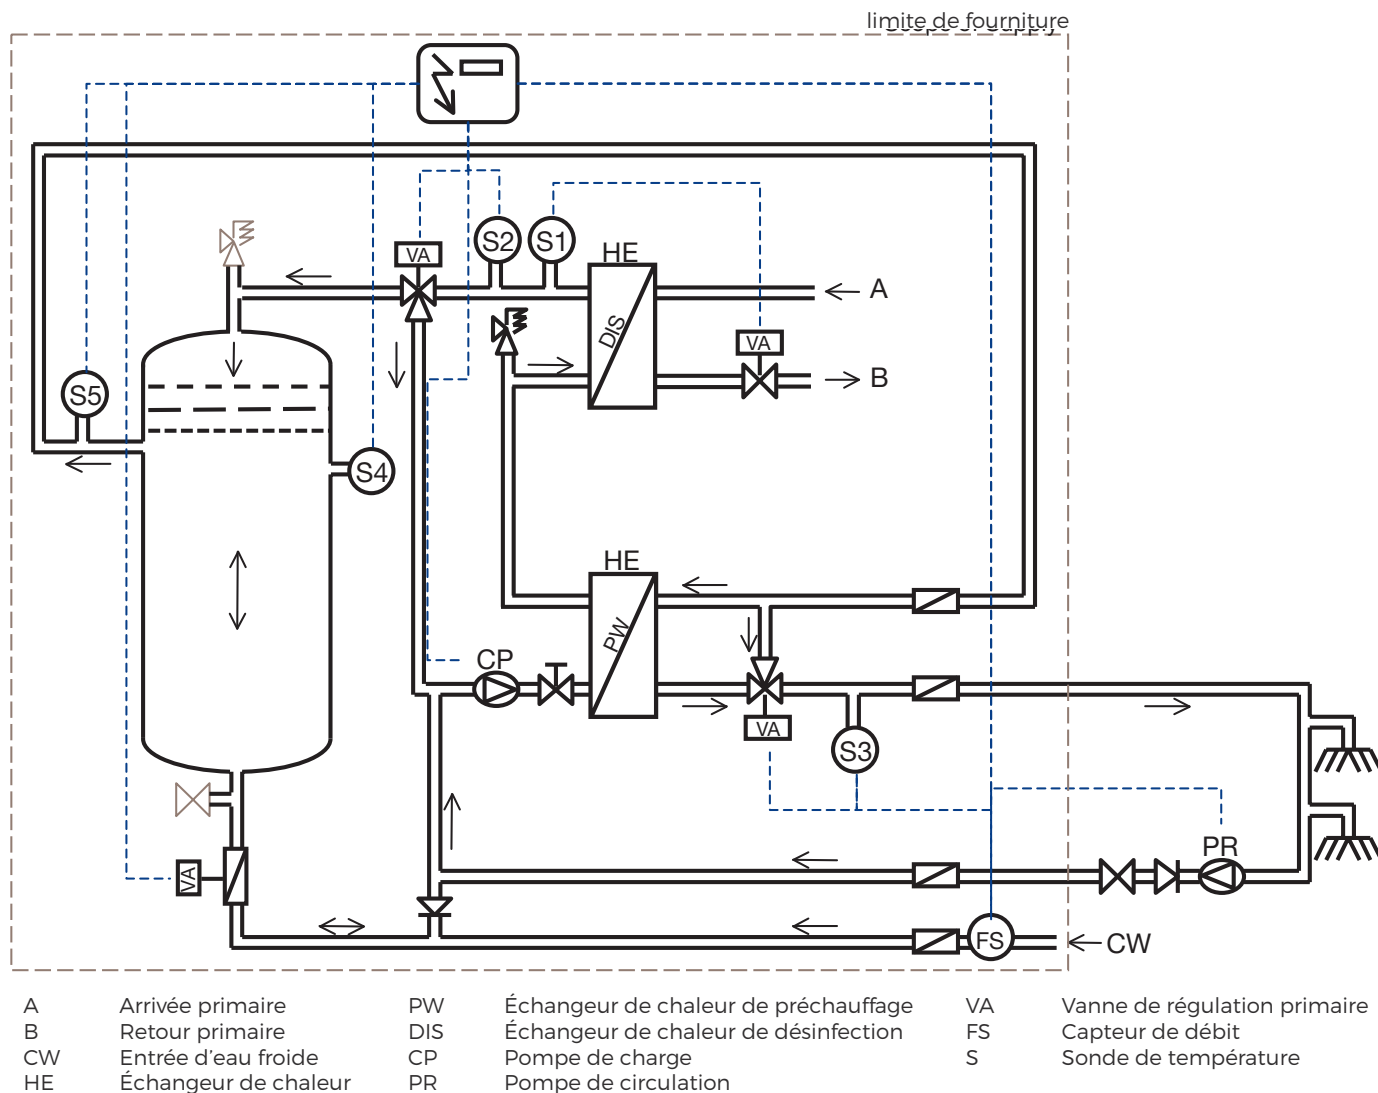 limite de fourniture
VA
S2
S1
HE
A
DIS
VA
B
S5
S4
HE
PW
CP
VA
S3
PR
VA
FS
CW
A Arrivée primaire PW Échangeur de chaleur de préchauffage VA Vanne de régulation primaire
B Retour primaire DIS Échangeur de chaleur de désinfection FS Capteur de débit
CW Entrée d'eau froide CP Pompe de charge S Sonde de température
HE Échangeur de chaleur PR Pompe de circulation